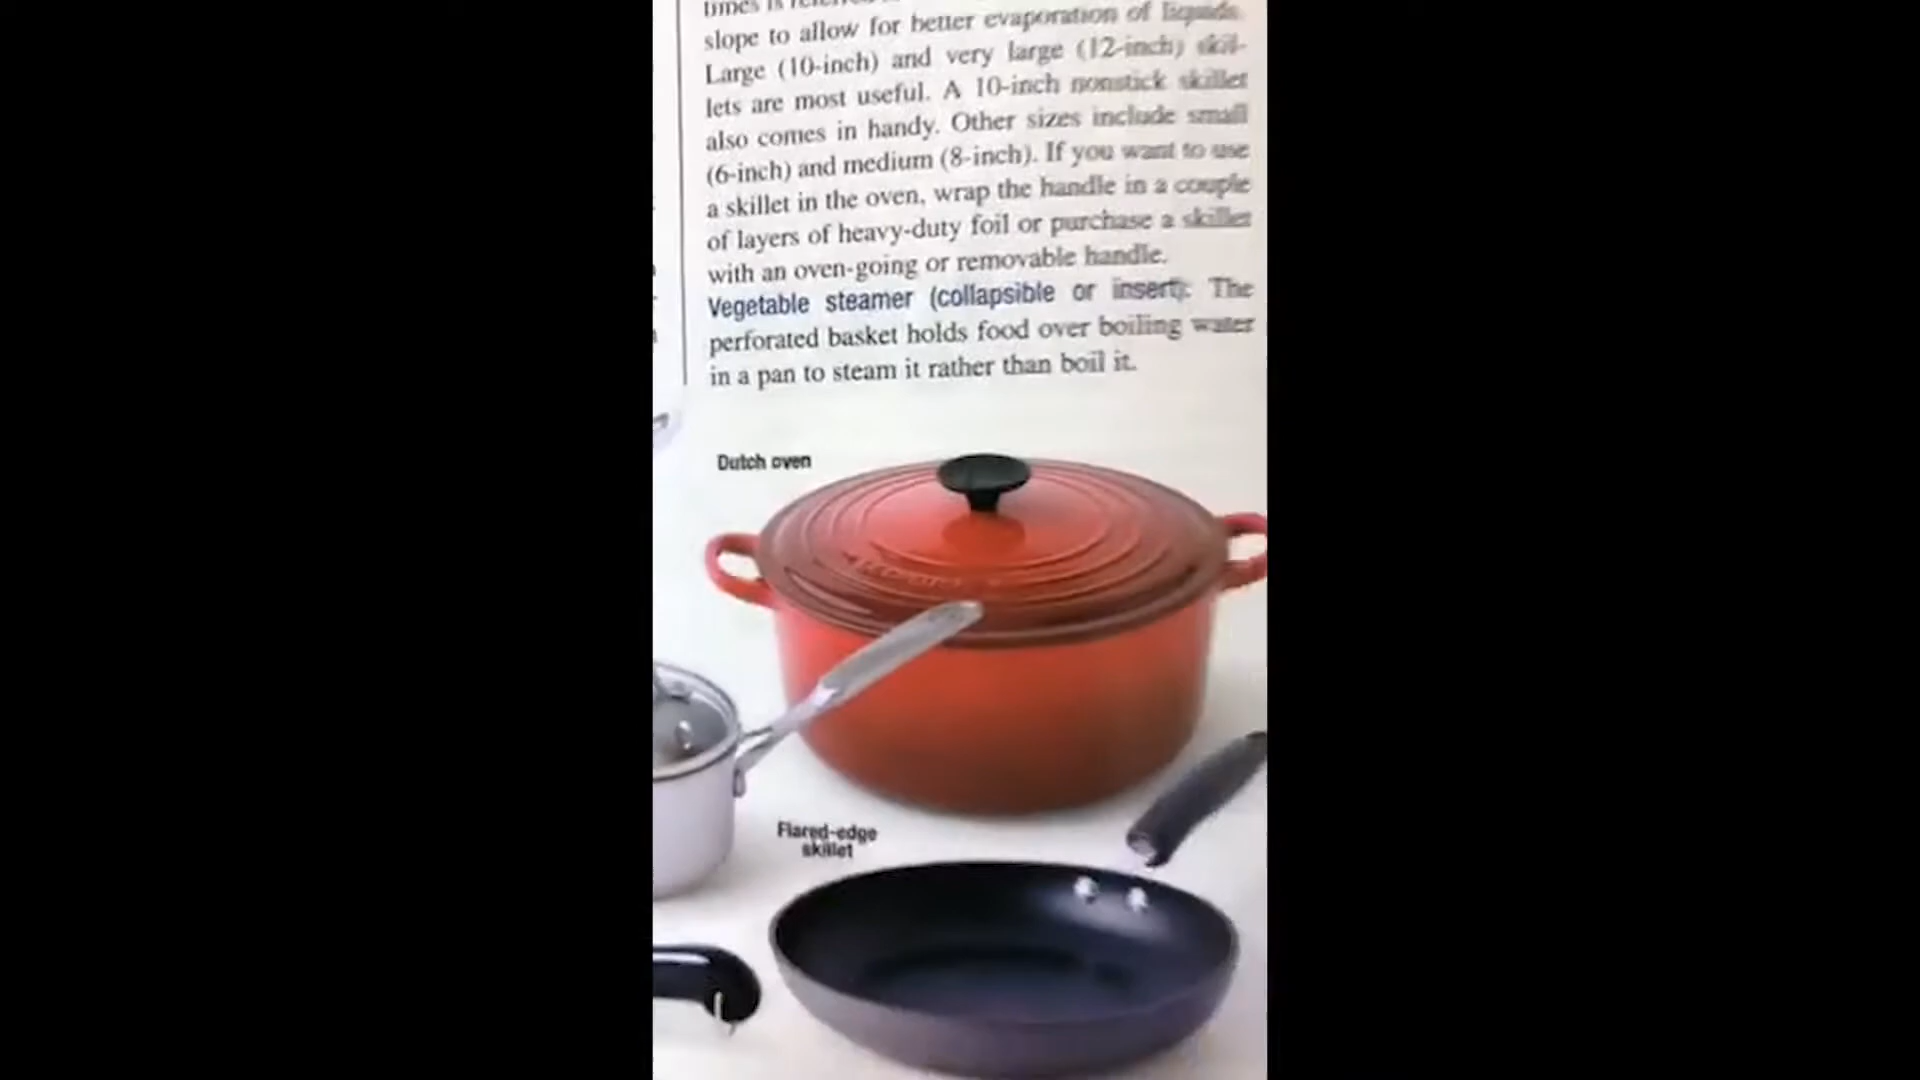 times is
slope to allow for better evaporation of liquids.
Large (10-inch) and very large (12-inch) skil-
lets are most useful. A 10-inch nonstick skillet
also comes in handy. Other sizes include small
(6-inch) and medium (8-inch). If you want to use
a skillet in the oven, wrap the handle in a couple
of layers of heavy-duty foil or purchase a skillet
with an oven-going or removable handle.
Vegetable steamer (collapsible or insert): The
perforated basket holds food over boiling water
in a pan to steam it rather than boil it.
Dutch oven
Flared-edge
skillet